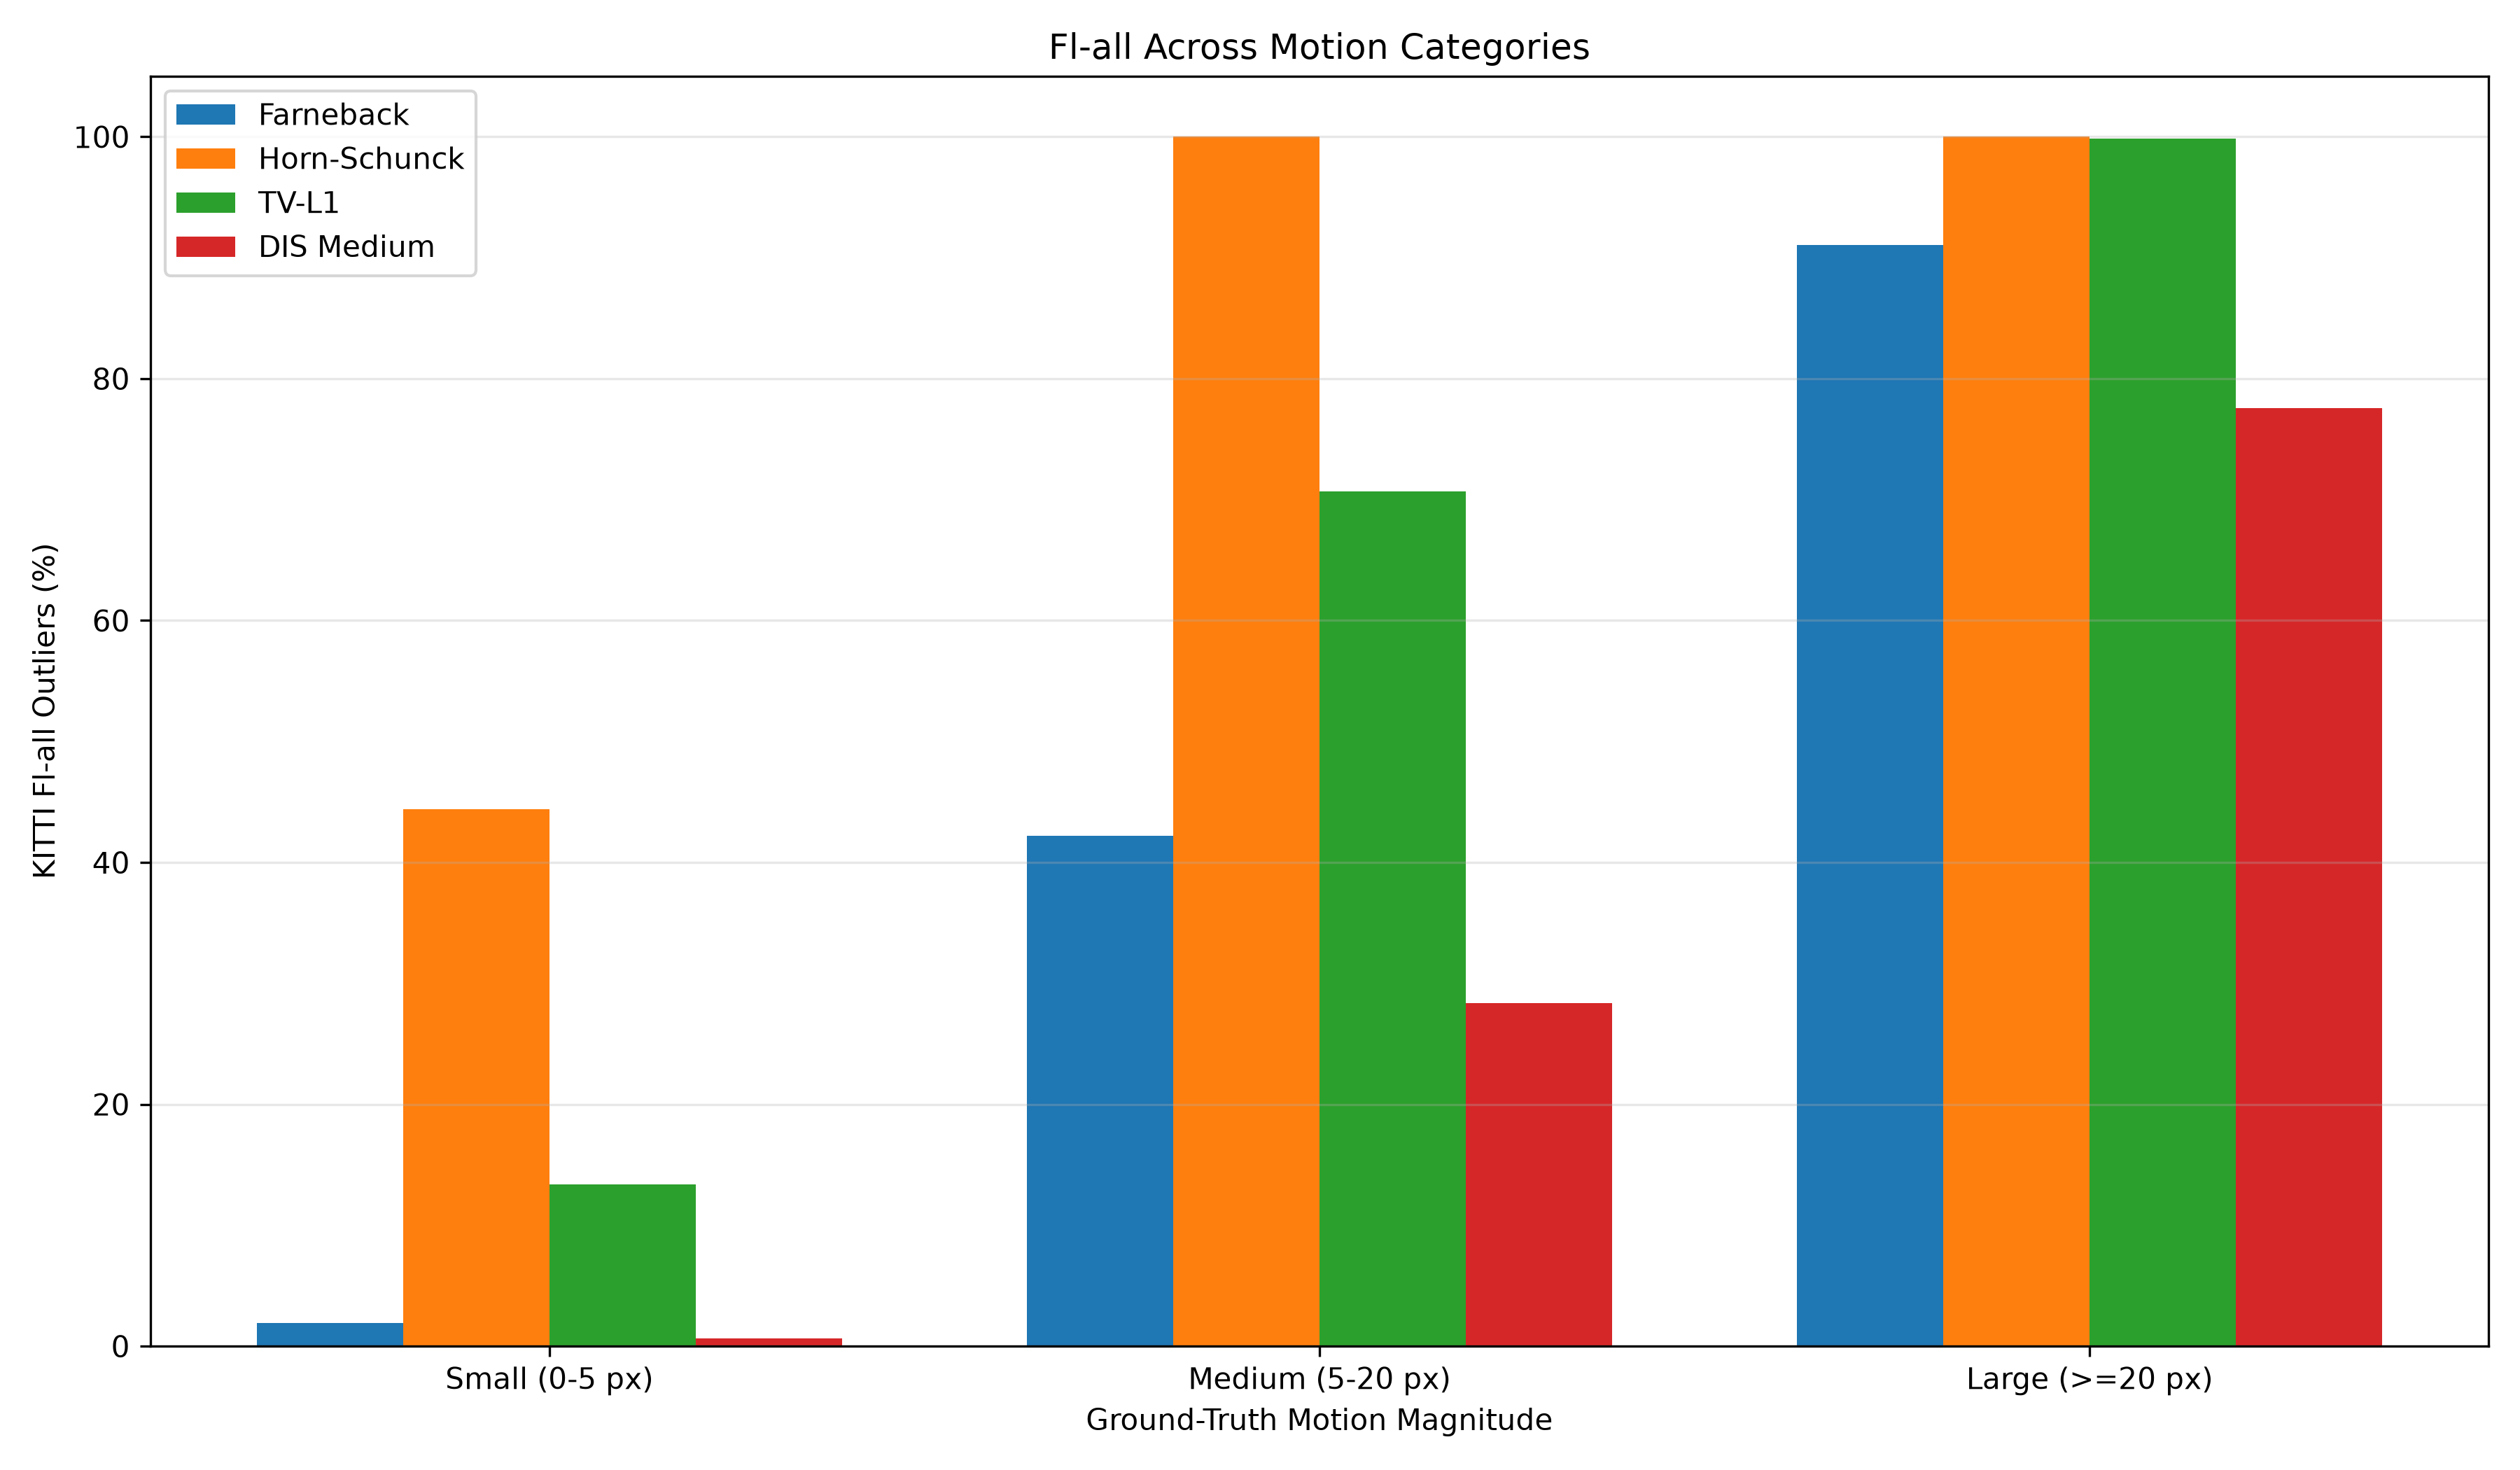 Fl-all Across Motion Categories
Farneback
Horn-Schunck
TV-L1
DIS Medium
KITTI Fl-all Outliers (%)
100
80
60
40
20
0
Small (0-5 px)
Medium (5-20 px)
Large (>=20 px)
Ground-Truth Motion Magnitude